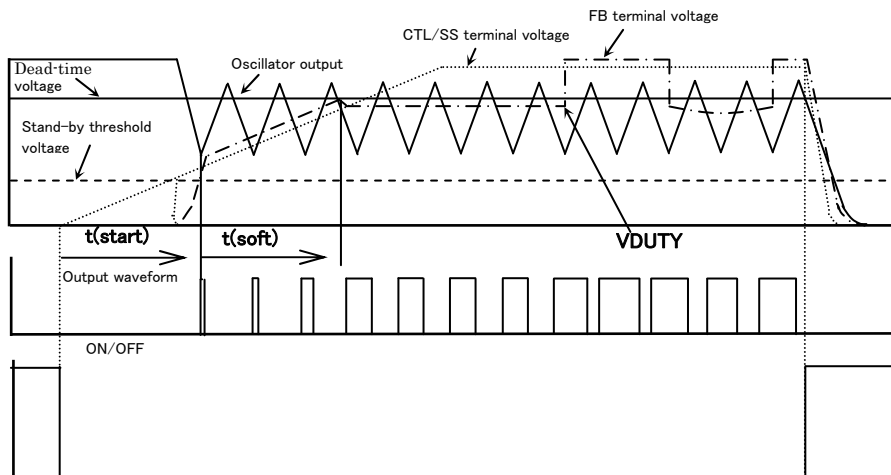 FB terminal voltage
CTL/SS terminal voltage
Dead-time
voltage
Oscillator output
Stand-by threshold
voltage
t(start)
t(soft)
VDUTY
Output waveform
ON/OFF